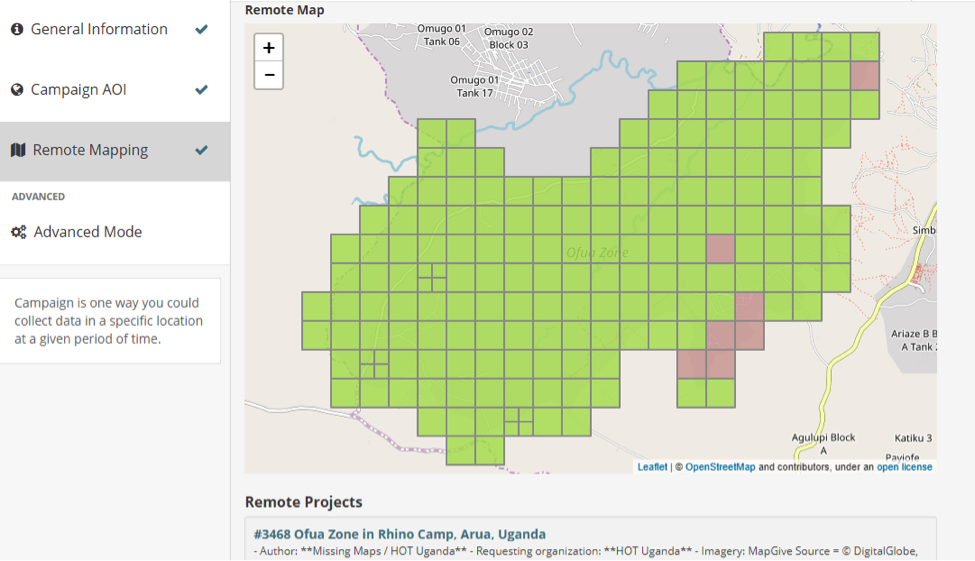 General Information
Campaign AOI
Remote Mapping
ADVANCED
Advanced Mode
Campaign is one way you could
collect data in a specific location
at a given period of time.
Remote Map
+
−
Omugo 01
Tank 06
Omugo 02
Block 03
Omugo 01
Tank 17
Ofua Zone
Simb
Ariaze B B
A Tank
Agulupi Block
A
Katiku 3
Paviofe
Leaflet | © OpenStreetMap and contributors, under an open license
Remote Projects
#3468 Ofua Zone in Rhino Camp, Arua, Uganda
- Author: **Missing Maps / HOT Uganda** - Requesting organization: **HOT Uganda** - Imagery: MapGive Source = © DigitalGlobe,